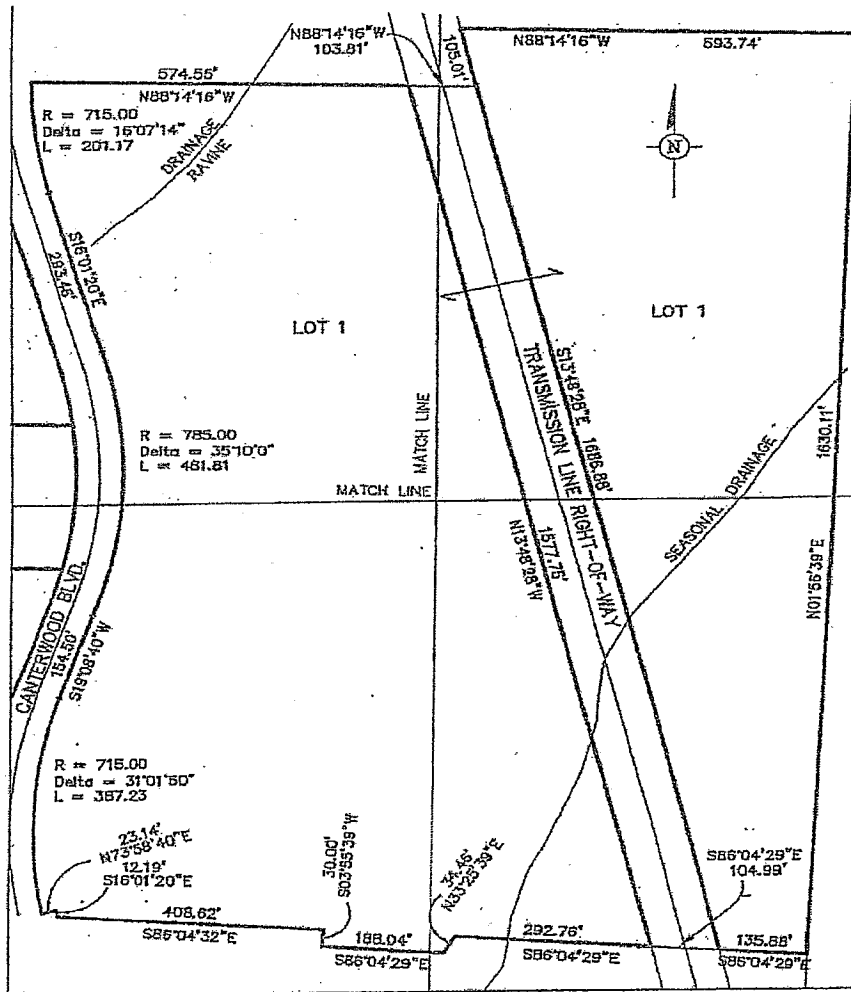 N88°14'16"W
103.81'
105.01'
N88°14'16"W 593.74'
574.55'
N88°14'16"W
R = 715.00
Delta = 16°07'14"
L = 201.17
DRAINAGE
RAVINE
N
S16°01'20"E
293.46'
LOT 1
LOT 1
TRANSMISSION LINE RIGHT-OF-WAY
S13°48'28"E 1686.88'
MATCH LINE
R = 785.00
Delta = 35°10'0"
L = 481.81
MATCH LINE
SEASONAL DRAINAGE
1630.11'
N01°56'39"E
1577.75'
N13°48'28"W
CANTERWOOD BLVD.
154.50'
S19°08'40"W
R = 715.00
Delta = 31°01'50"
L = 387.23
23.14'
N73°58'40"E
12.19'
S16°01'20"E
30.00'
S03°55'39"W
34.46'
N33°25'39"E
S86°04'29"E
104.99'
408.62'
S86°04'32"E
188.04'
S86°04'29"E
292.76'
S86°04'29"E
135.88'
S86°04'29"E